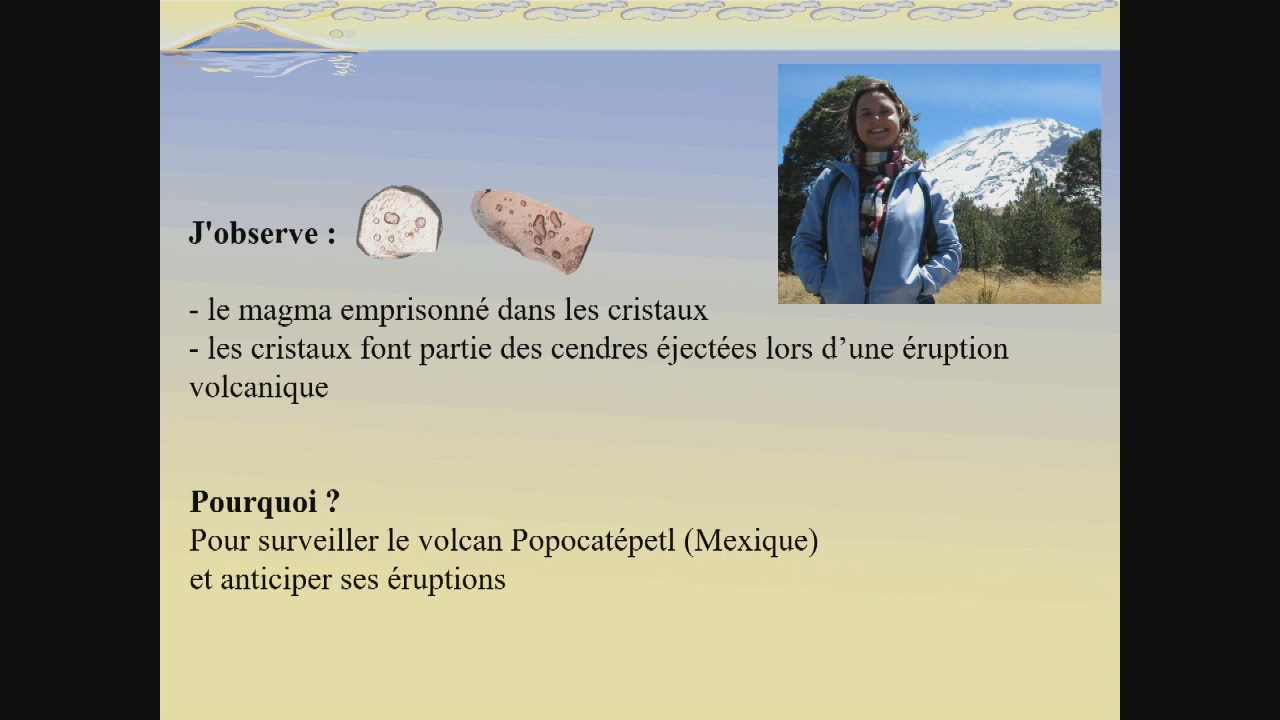 J'observe :
- le magma emprisonné dans les cristaux
- les cristaux font partie des cendres éjectées lors d’une éruption
volcanique
Pourquoi ?
Pour surveiller le volcan Popocatépetl (Mexique)
et anticiper ses éruptions